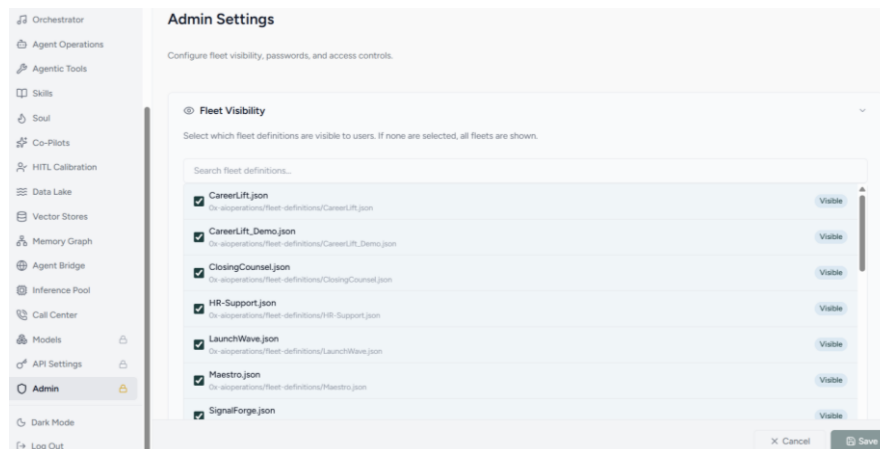 Orchestrator
Agent Operations
Agentic Tools
Skills
Soul
Co-Pilots
HITL Calibration
Data Lake
Vector Stores
Memory Graph
Agent Bridge
Inference Pool
Call Center
Models
API Settings
Admin
Dark Mode
Log Out
Admin Settings
Configure fleet visibility, passwords, and access controls.
Fleet Visibility
Select which fleet definitions are visible to users. If none are selected, all fleets are shown.
Search fleet definitions...
CareerLift.json
0x-aioperations/fleet-definitions/CareerLift.json
Visible
CareerLift_Demo.json
0x-aioperations/fleet-definitions/CareerLift_Demo.json
Visible
ClosingCounsel.json
0x-aioperations/fleet-definitions/ClosingCounsel.json
Visible
HR-Support.json
0x-aioperations/fleet-definitions/HR-Support.json
Visible
LaunchWave.json
0x-aioperations/fleet-definitions/LaunchWave.json
Visible
Maestro.json
0x-aioperations/fleet-definitions/Maestro.json
Visible
SignalForge.json
Visible
Cancel
Save